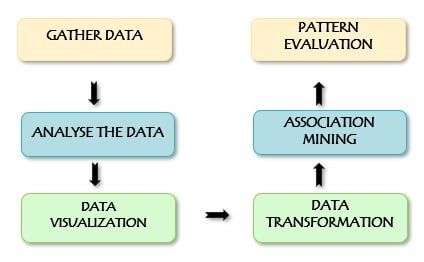 GATHER DATA
ANALYSE THE DATA
DATA
VISUALIZATION
DATA
TRANSFORMATION
ASSOCIATION
MINING
PATTERN
EVALUATION